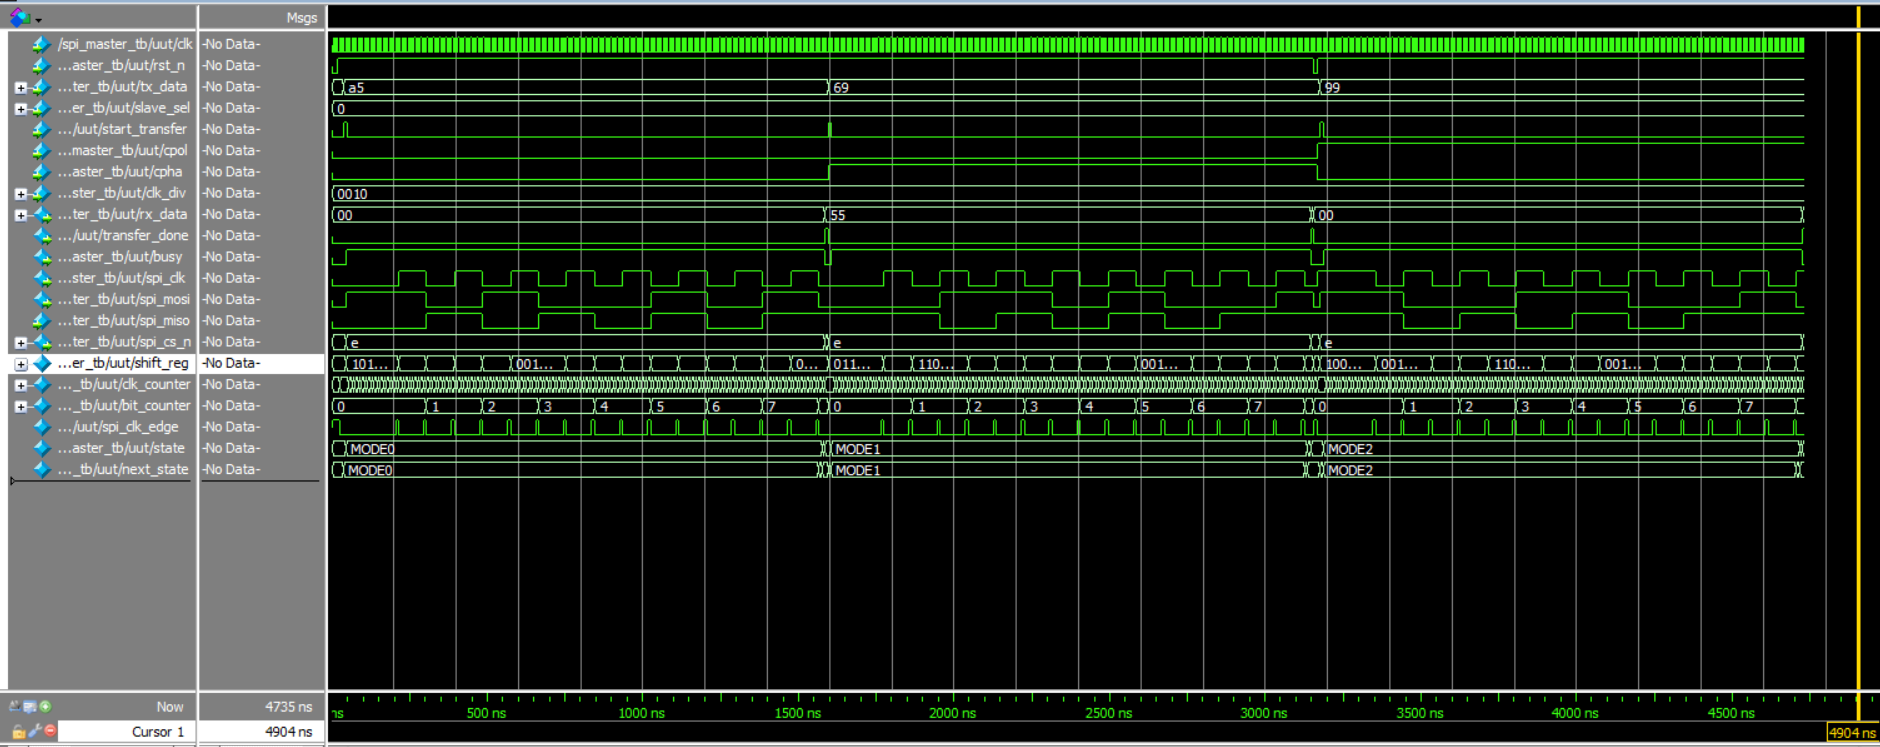 Msgs
/spi_master_tb/uut/clk -No Data-
...aster_tb/uut/rst_n -No Data-
...ter_tb/uut/tx_data -No Data- a5 69 99
...er_tb/uut/slave_sel -No Data- 0
.../uut/start_transfer -No Data-
...master_tb/uut/cpol -No Data-
...aster_tb/uut/cpha -No Data-
...ster_tb/uut/clk_div -No Data- 0010
...ter_tb/uut/rx_data -No Data- 00 55 00
.../uut/transfer_done -No Data-
...aster_tb/uut/busy -No Data-
...ster_tb/uut/spi_clk -No Data-
...ter_tb/uut/spi_mosi -No Data-
...ter_tb/uut/spi_miso -No Data-
...ter_tb/uut/spi_cs_n -No Data- e e e
...er_tb/uut/shift_reg -No Data- 101... 001... 0... 011... 110... 001... 100... 001... 110... 001...
..._tb/uut/clk_counter -No Data-
..._tb/uut/bit_counter -No Data- 0 1 2 3 4 5 6 7 0 1 2 3 4 5 6 7 0 1 2 3 4 5 6 7
.../uut/spi_clk_edge -No Data-
...aster_tb/uut/state -No Data- MODE0 MODE1 MODE2
..._tb/uut/next_state -No Data- MODE0 MODE1 MODE2
Now 4735 ns ns 500 ns 1000 ns 1500 ns 2000 ns 2500 ns 3000 ns 3500 ns 4000 ns 4500 ns
Cursor 1 4904 ns 4904 ns